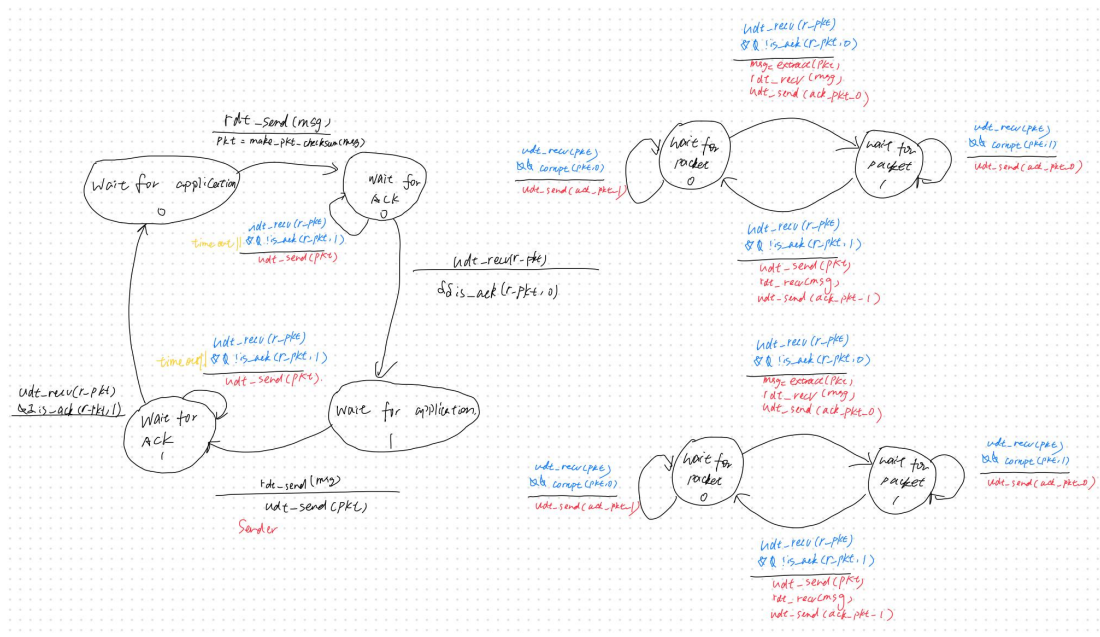 rdt_send(msg)
pkt = make_pkt_checksum(msg)
Wait for application
0
wait for
ACK
0
udt_recv(r_pkt)
timeout|| && !is_ack(r_pkt,1)
udt_send(pkt)
udt_recv(r_pkt)
&& is_ack(r_pkt,0)
udt_recv(r_pkt)
timeout|| && !is_ack(r_pkt,1)
udt_send(pkt).
udt_recv(r_pkt)
&& is_ack(r_pkt,1)
Wait for
ACK
1
Wait for application
1
rdt_send(msg)
udt_send(pkt)
Sender
udt_recv(r_pkt)
&& !is_ack(r_pkt,0)
msg=extract(pkt)
rdt_recv(msg)
udt_send(ack_pkt_0)
udt_recv(pkt)
&& corrupt(pkt,0)
udt_send(ack_pkt_1)
wait for
packet
0
wait for
packet
1
udt_recv(pkt)
&& corrupt(pkt,1)
udt_send(ack_pkt_0)
udt_recv(r_pkt)
&& !is_ack(r_pkt,1)
udt_send(pkt)
rdt_recv(msg)
udt_send(ack_pkt-1)
udt_recv(r_pkt)
&& !is_ack(r_pkt,0)
msg=extract(pkt)
rdt_recv(msg)
udt_send(ack_pkt_0)
udt_recv(pkt)
&& corrupt(pkt,0)
udt_send(ack_pkt_1)
wait for
packet
0
wait for
packet
1
udt_recv(pkt)
&& corrupt(pkt,1)
udt_send(ack_pkt_0)
udt_recv(r_pkt)
&& !is_ack(r_pkt,1)
udt_send(pkt)
rdt_recv(msg)
udt_send(ack_pkt-1)